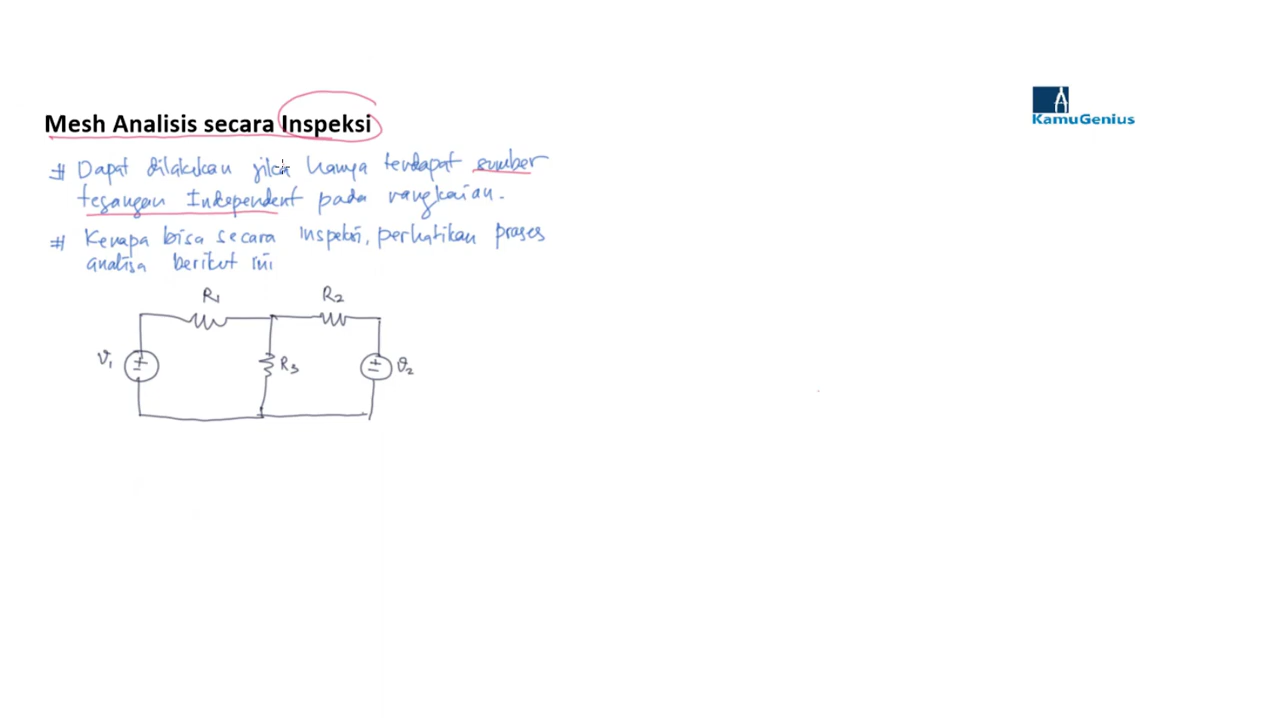 Mesh Analisis secara Inspeksi
KamuGenius
# Dapat dilakukan jika hanya terdapat sumber
tegangan Independent pada rangkaian.
# Kenapa bisa secara inspeksi, perhatikan proses
analisa berikut ini
R1 R2
V1 R3 V2